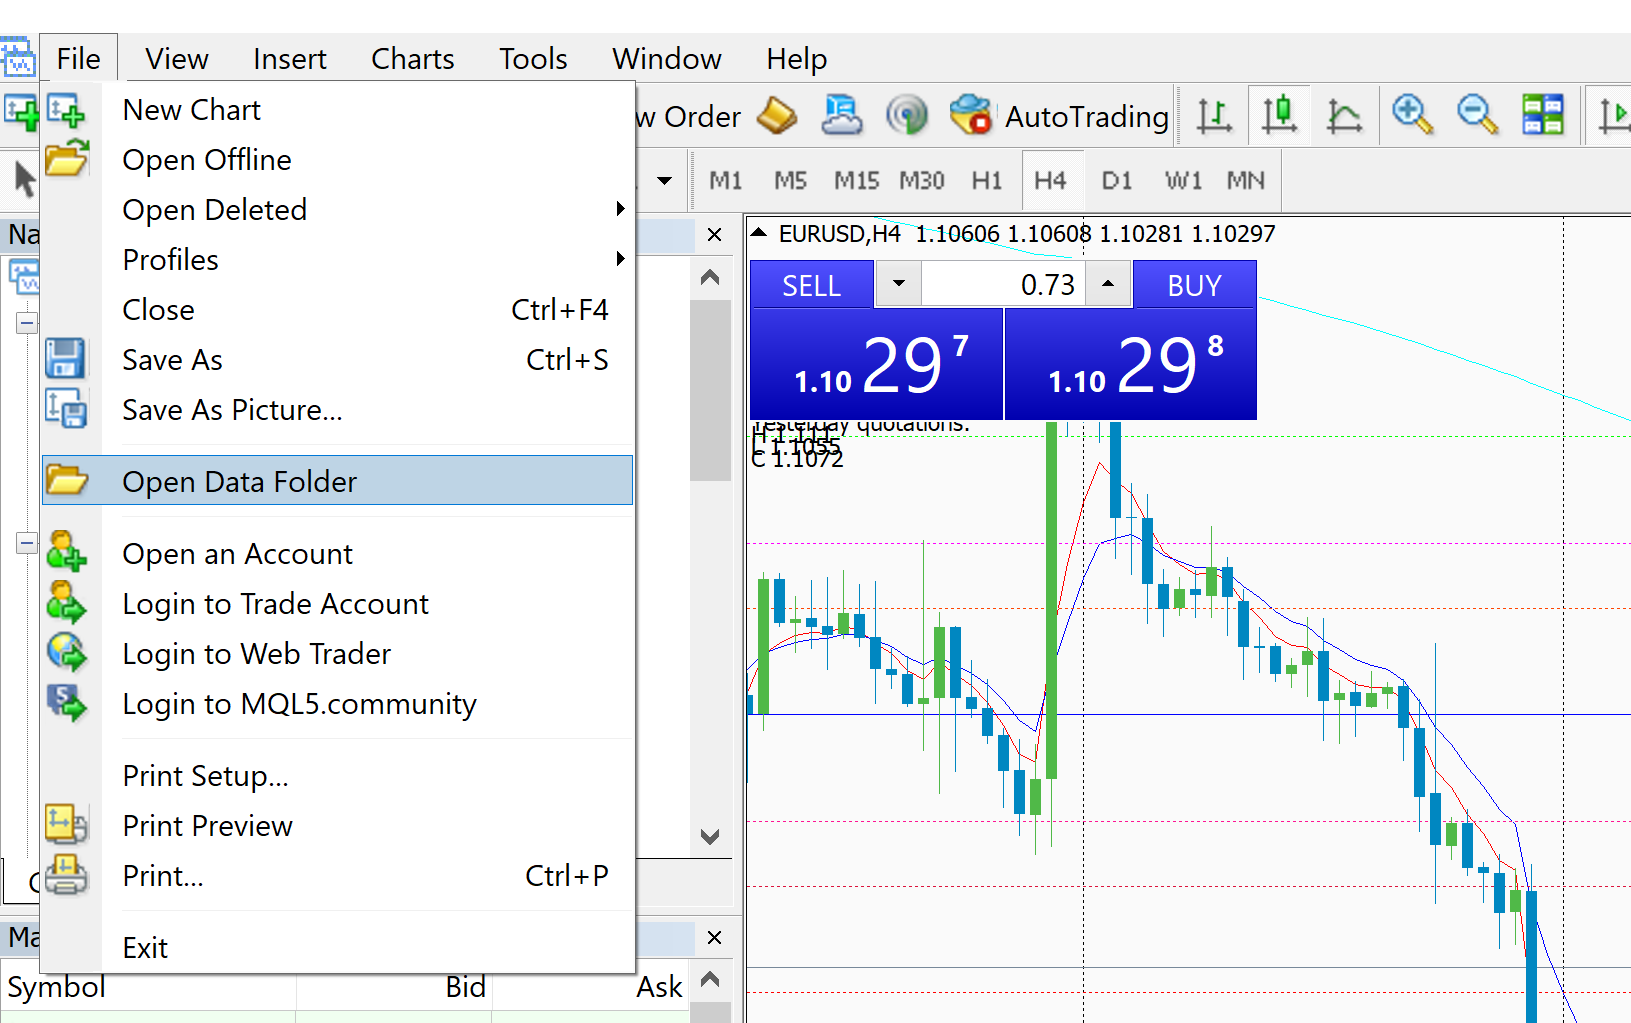 File View Insert Charts Tools Window Help
New Chart
Open Offline
Open Deleted
Profiles
Close Ctrl+F4
Save As Ctrl+S
Save As Picture...
Open Data Folder
Open an Account
Login to Trade Account
Login to Web Trader
Login to MQL5.community
Print Setup...
Print Preview
Print... Ctrl+P
Exit
w Order AutoTrading
M1 M5 M15 M30 H1 H4 D1 W1 MN
Na
EURUSD,H4 1.10606 1.10608 1.10281 1.10297
SELL 0.73 BUY
1.10 29 7 1.10 29 8
Yesterday quotations:
H 1.111
L 1.1055
C 1.1072
Ma
Symbol Bid Ask